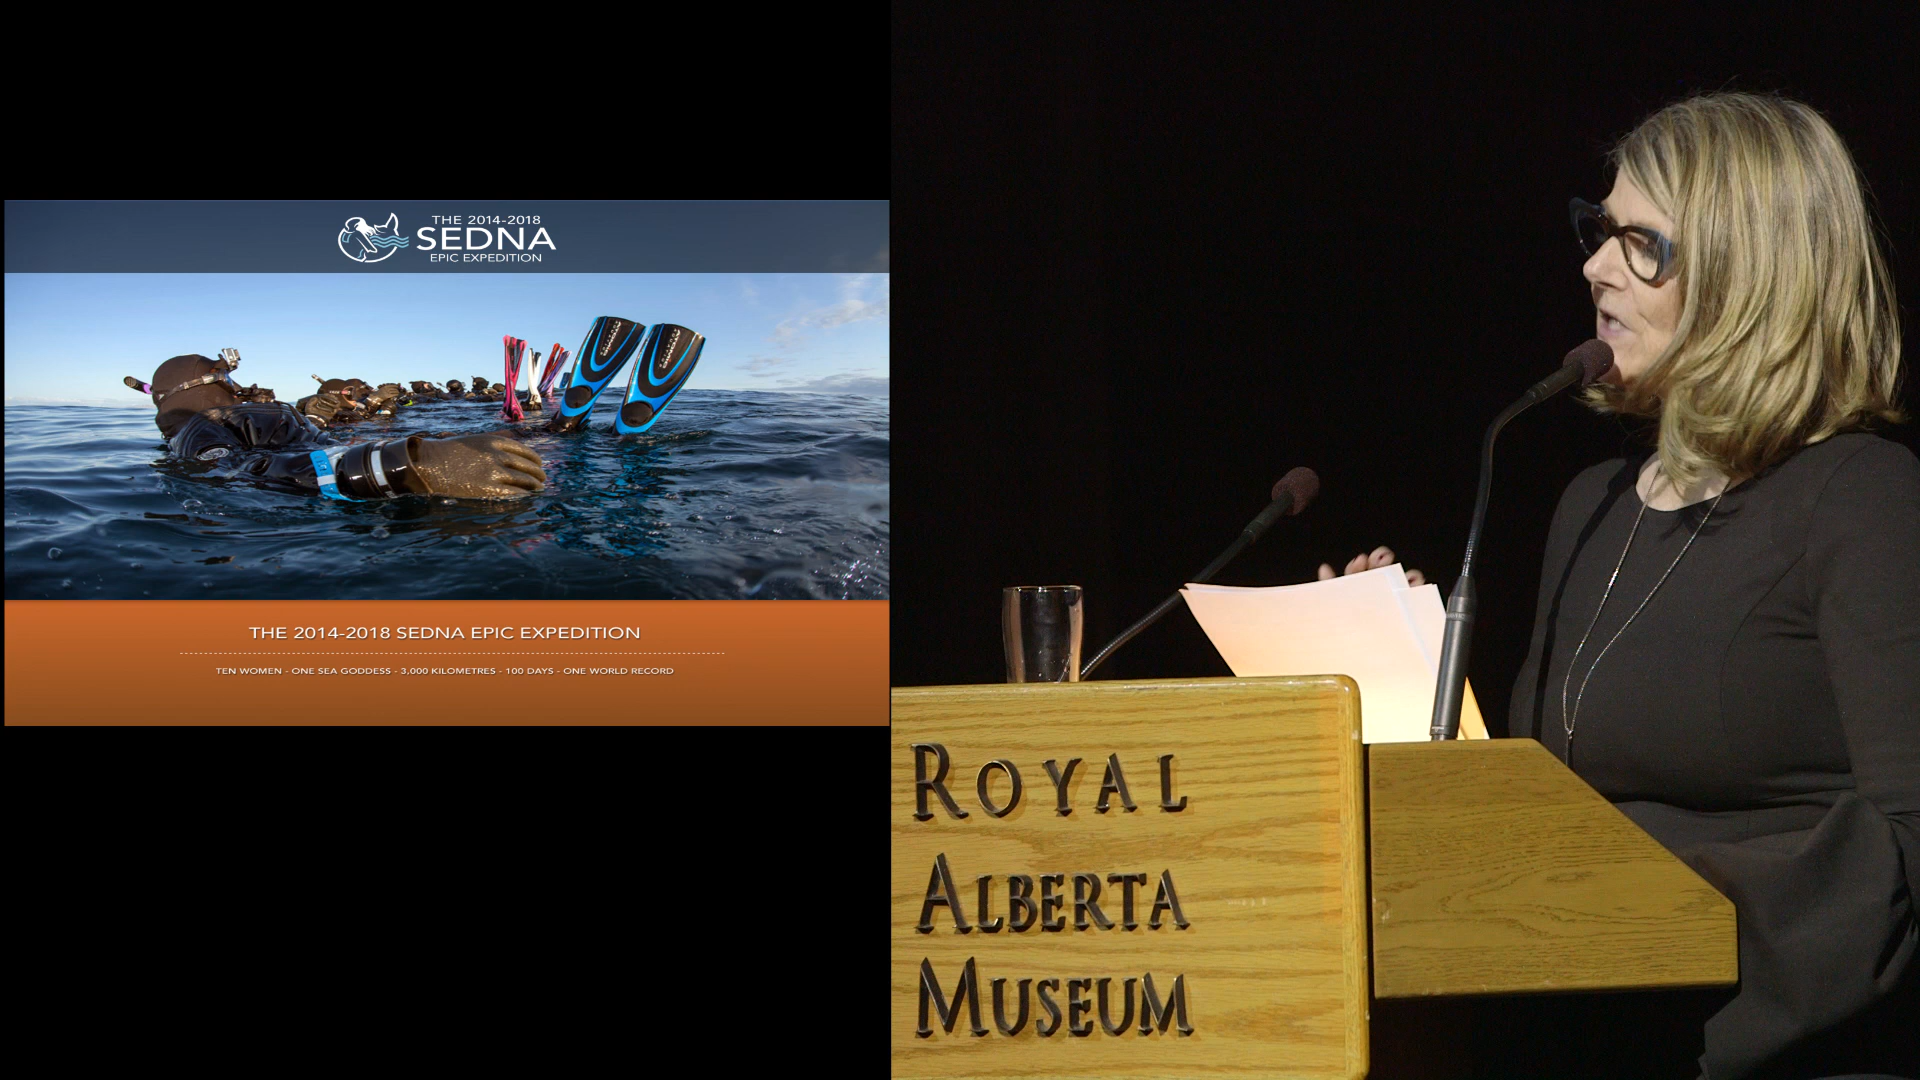 THE 2014-2018
SEDNA
EPIC EXPEDITION
THE 2014-2018 SEDNA EPIC EXPEDITION
TEN WOMEN - ONE SEA GODDESS - 3,000 KILOMETRES - 100 DAYS - ONE WORLD RECORD
ROYAL
ALBERTA
MUSEUM